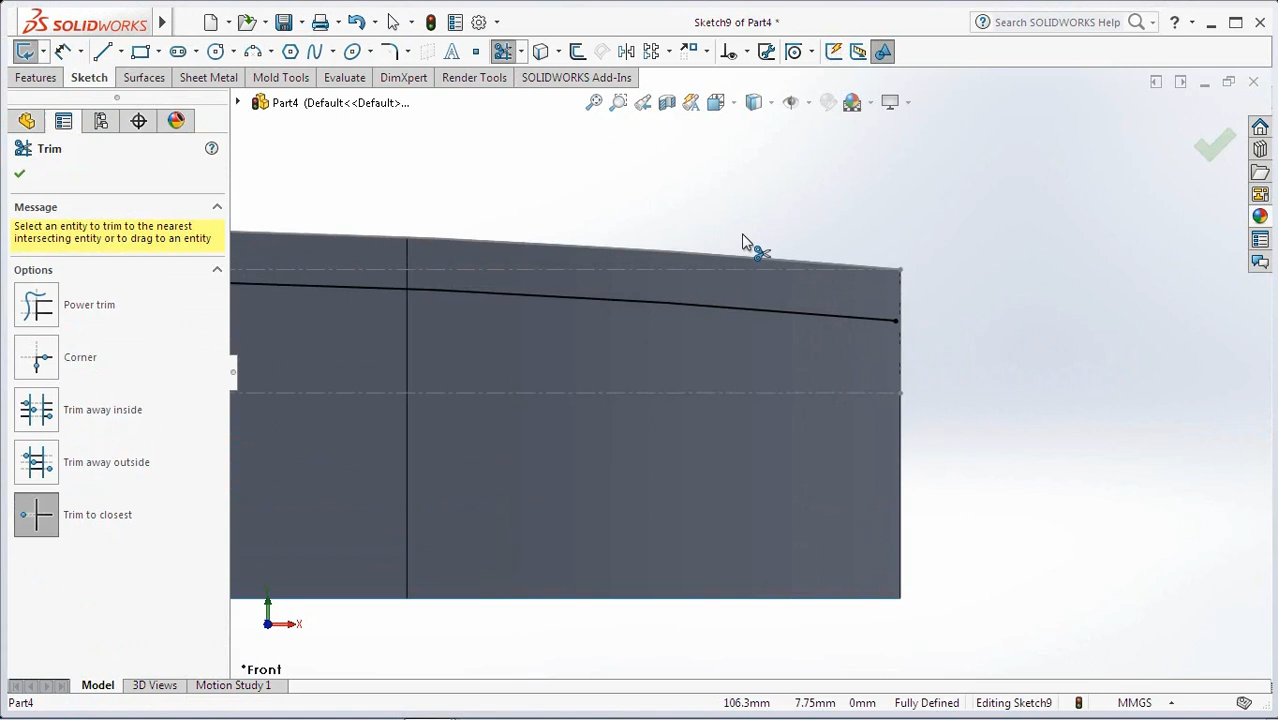 SOLIDWORKS
Sketch9 of Part4 *
Search SOLIDWORKS Help
Features Sketch Surfaces Sheet Metal Mold Tools Evaluate DimXpert Render Tools SOLIDWORKS Add-Ins
Part4 (Default<<Default>...
Trim
Message
Select an entity to trim to the nearest
intersecting entity or to drag to an entity
Options
Power trim
Corner
Trim away inside
Trim away outside
Trim to closest
X
*Front
Model 3D Views Motion Study 1
Part4 106.3mm 7.75mm 0mm Fully Defined Editing Sketch9 MMGS